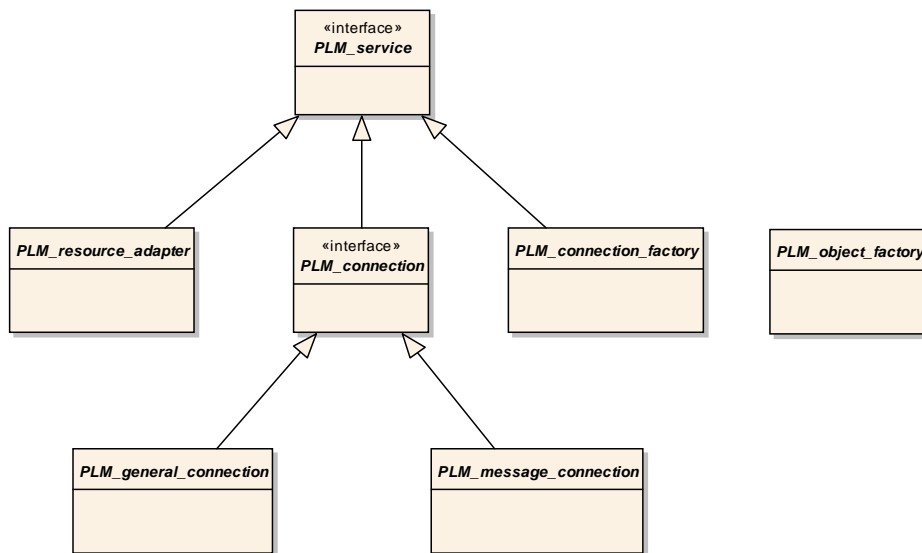 «interface»
PLM_service
PLM_resource_adapter
«interface»
PLM_connection
PLM_connection_factory
PLM_object_factory
PLM_general_connection
PLM_message_connection